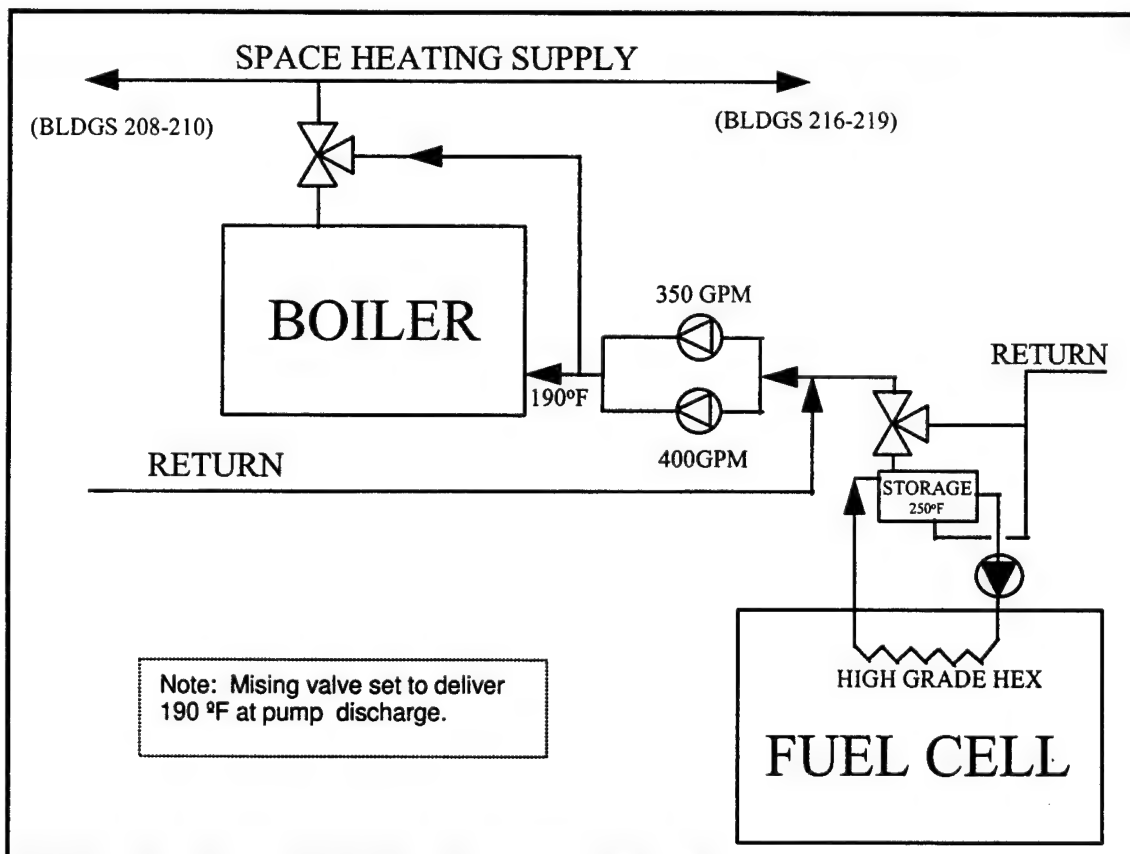 SPACE HEATING SUPPLY
(BLDGS 208-210)
(BLDGS 216-219)
BOILER
350 GPM
RETURN
190ºF
400GPM
RETURN
STORAGE
250ºF
HIGH GRADE HEX
Note: Mising valve set to deliver
190 ºF at pump discharge.
FUEL CELL